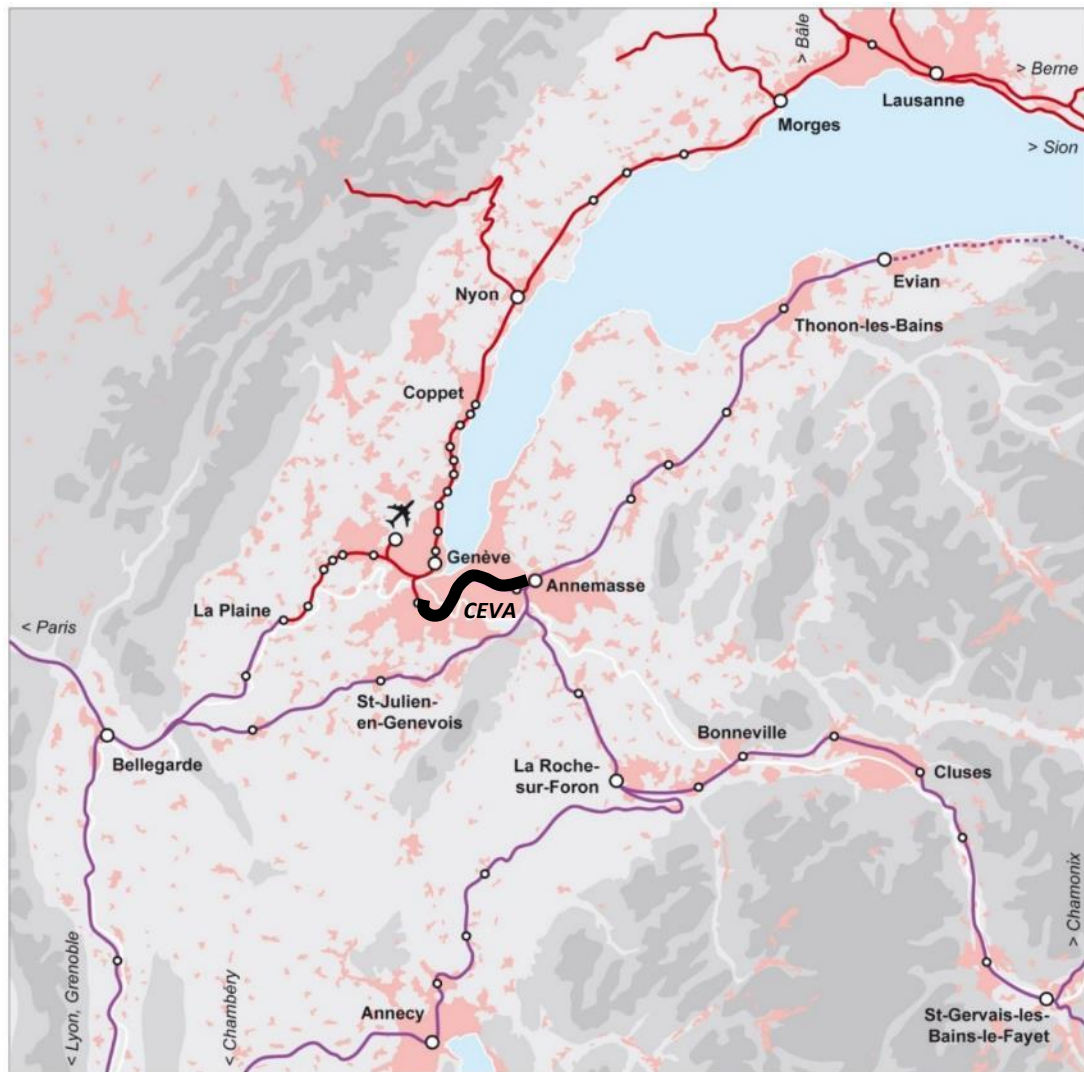 > Bâle
> Berne
Lausanne
Morges
> Sion
Evian
Nyon
Thonon-les-Bains
Coppet
Genève
Annemasse
CEVA
La Plaine
< Paris
St-Julien-
en-Genevois
Bonneville
Bellegarde
La Roche-
sur-Foron
Cluses
> Chamonix
< Lyon, Grenoble
< Chambéry
Annecy
St-Gervais-les-
Bains-le-Fayet